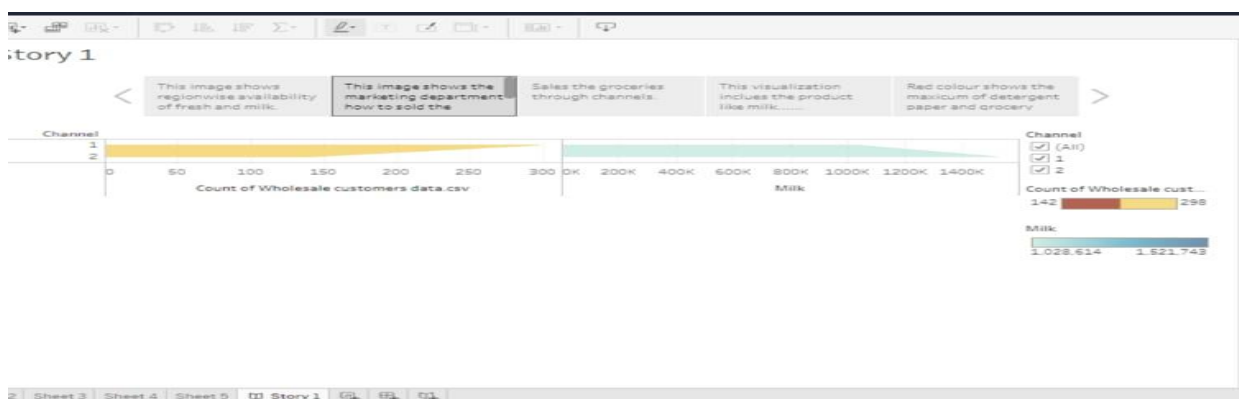 Story 1
This image shows
regionwise availability
of fresh and milk.
This image shows the
marketing department
how to sold the
Sales the groceries
through channels.
This visualization
inclues the product
like milk......
Red colour shows the
maxicum of detergent
paper and grocery
Channel
1
2
0 50 100 150 200 250 300
Count of Wholesale customers data.csv
0K 200K 400K 600K 800K 1000K 1200K 1400K
Milk
Channel
(All)
1
2
Count of Wholesale cust...
142 298
Milk
1,028,614 1,521,743
2 Sheet 3 Sheet 4 Sheet 5 Story 1